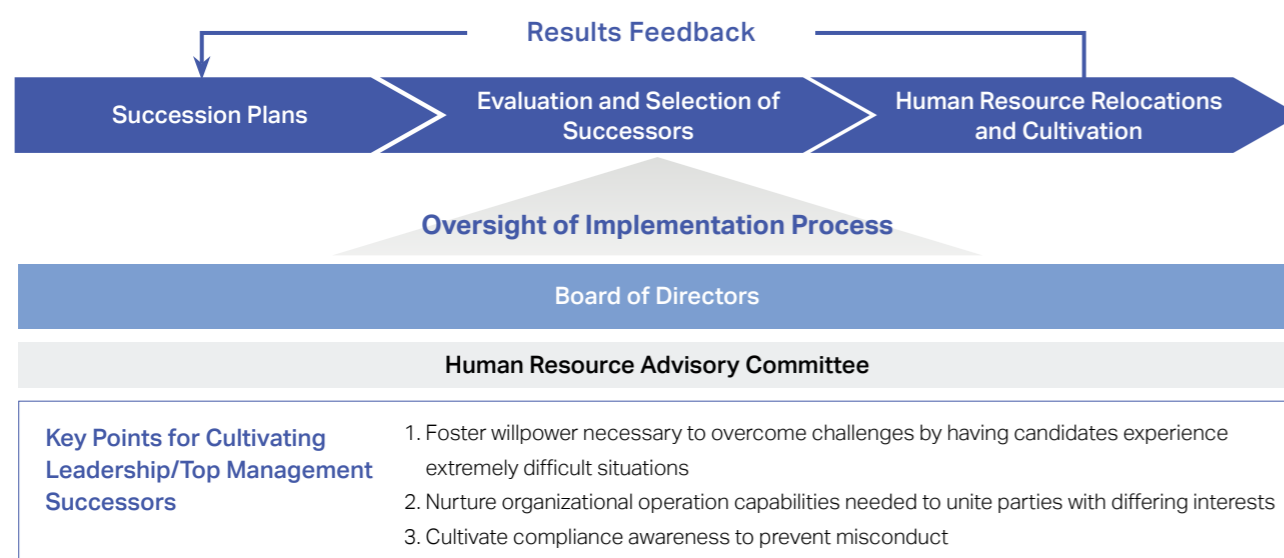 Results Feedback
Succession Plans
Evaluation and Selection of
Successors
Human Resource Relocations
and Cultivation
Oversight of Implementation Process
Board of Directors
Human Resource Advisory Committee
Key Points for Cultivating
Leadership/Top Management
Successors
1. Foster willpower necessary to overcome challenges by having candidates experience
extremely difficult situations
2. Nurture organizational operation capabilities needed to unite parties with differing interests
3. Cultivate compliance awareness to prevent misconduct